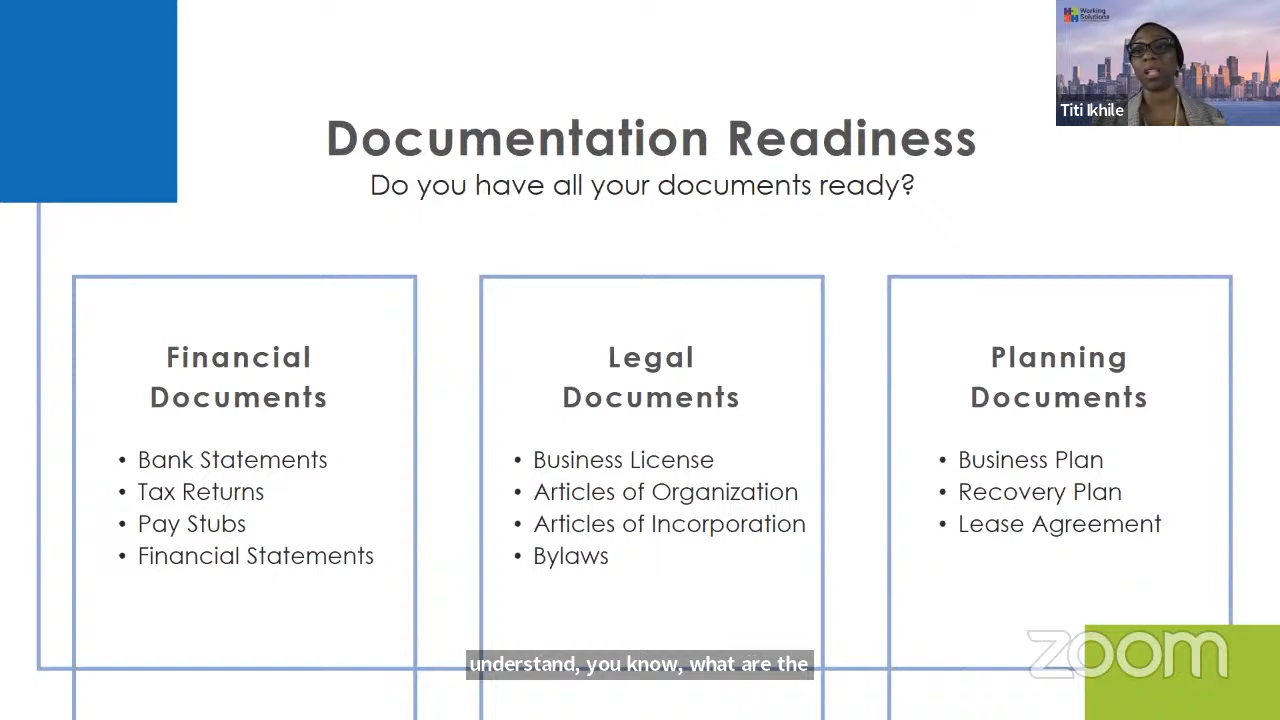 Working
Solutions
Titi Ikhile
Documentation Readiness
Do you have all your documents ready?
Financial
Documents
• Bank Statements
• Tax Returns
• Pay Stubs
• Financial Statements
Legal
Documents
• Business License
• Articles of Organization
• Articles of Incorporation
• Bylaws
Planning
Documents
• Business Plan
• Recovery Plan
• Lease Agreement
understand, you know, what are the
zoom